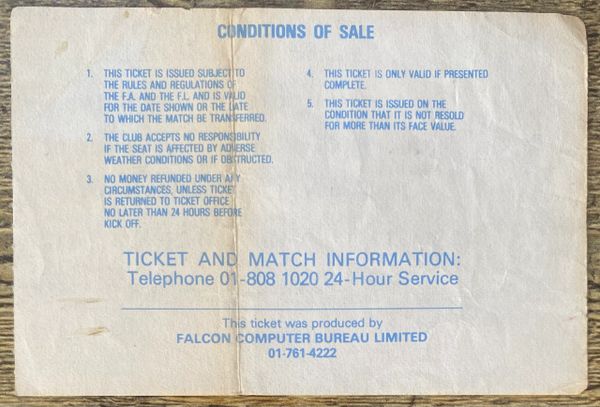 CONDITIONS OF SALE
1. THIS TICKET IS ISSUED SUBJECT TO
THE RULES AND REGULATIONS OF
THE F.A. AND THE F.L. AND IS VALID
FOR THE DATE SHOWN OR THE DATE
TO WHICH THE MATCH BE TRANSFERRED.
2. THE CLUB ACCEPTS NO RESPONSIBILITY
IF THE SEAT IS AFFECTED BY ADVERSE
WEATHER CONDITIONS OR IF OBSTRUCTED.
3. NO MONEY REFUNDED UNDER ANY
CIRCUMSTANCES, UNLESS TICKET
IS RETURNED TO TICKET OFFICE
NO LATER THAN 24 HOURS BEFORE
KICK OFF.
4. THIS TICKET IS ONLY VALID IF PRESENTED
COMPLETE.
5. THIS TICKET IS ISSUED ON THE
CONDITION THAT IT IS NOT RESOLD
FOR MORE THAN ITS FACE VALUE.
TICKET AND MATCH INFORMATION:
Telephone 01-808 1020 24-Hour Service
This ticket was produced by
FALCON COMPUTER BUREAU LIMITED
01-761-4222